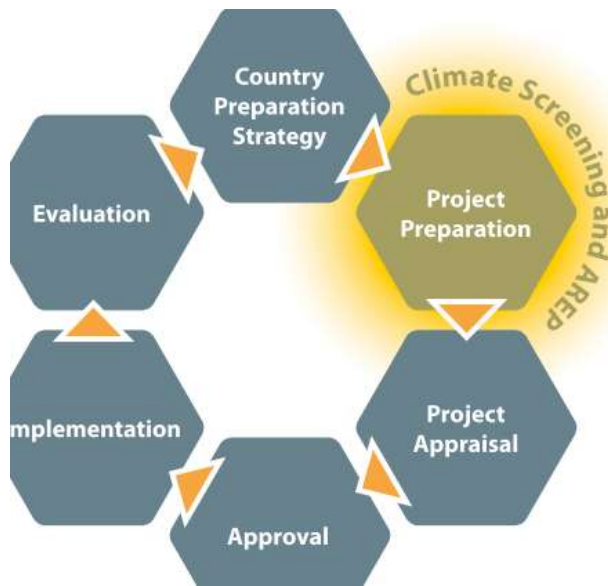 Country
Preparation
Strategy
Climate Screening and AREP
Project
Preparation
Project
Appraisal
Approval
mplementation
Evaluation